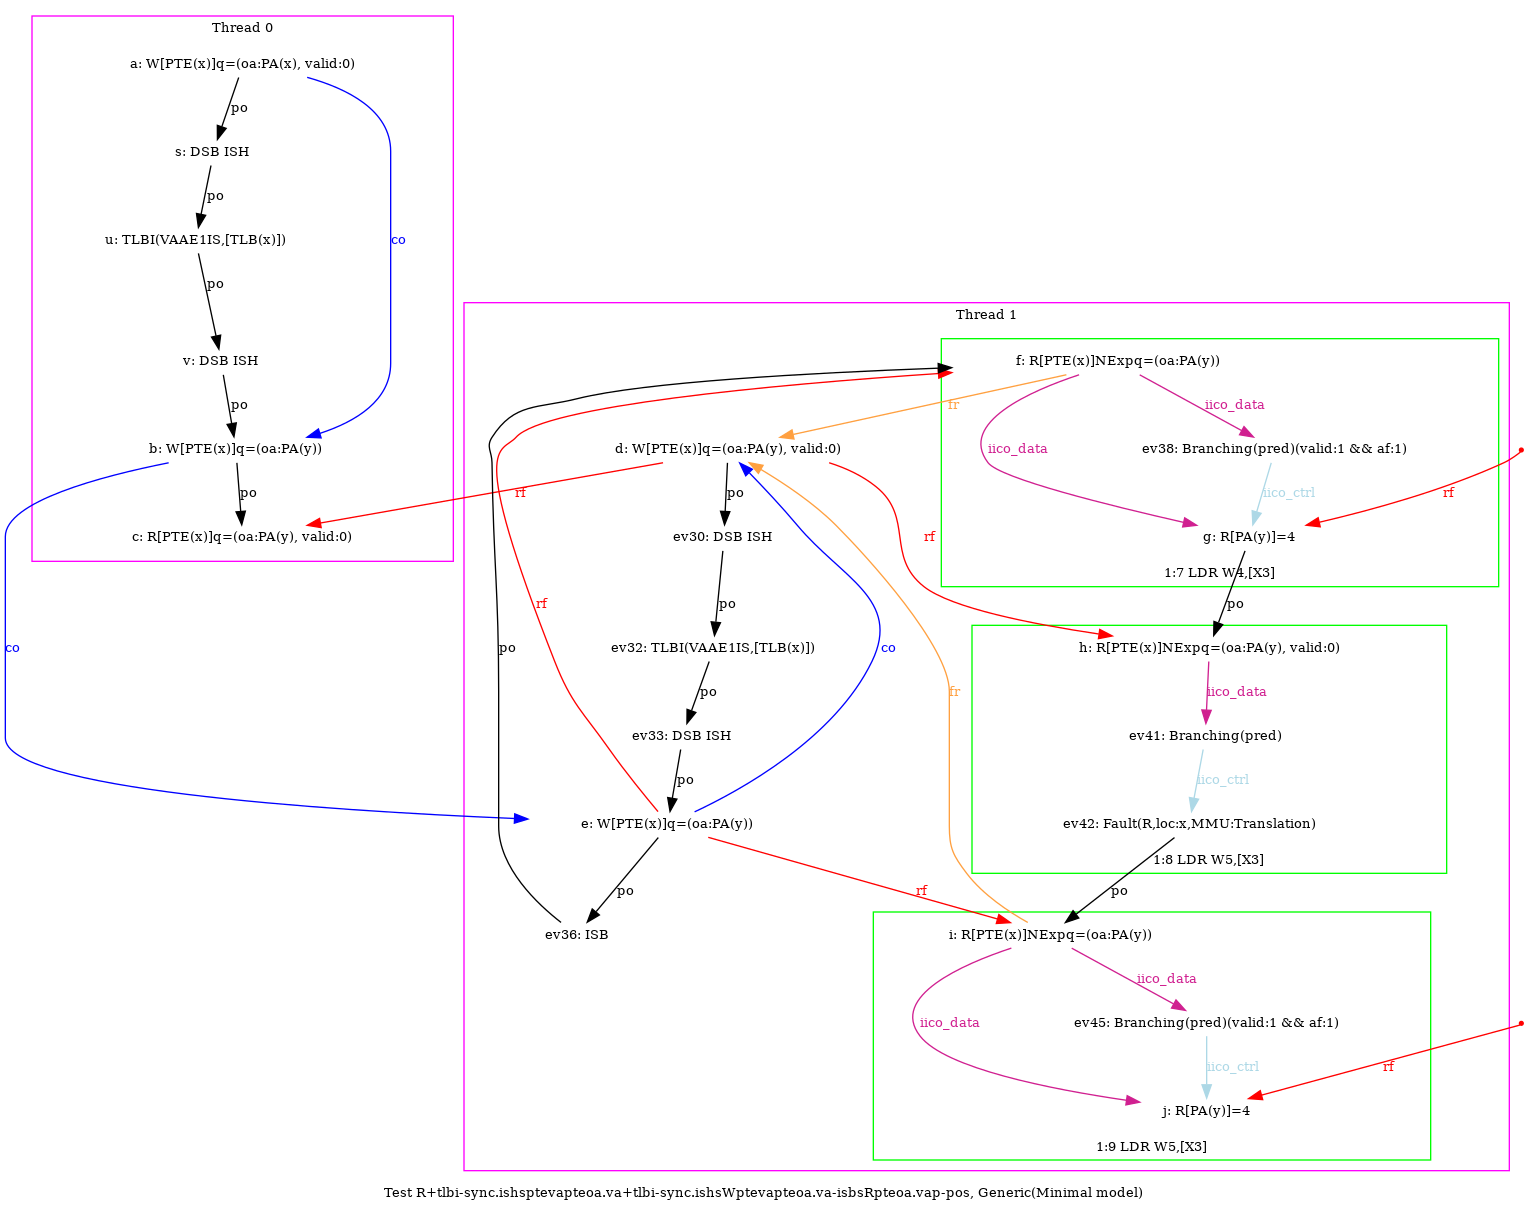 Thread 0
a: W[PTE(x)]q=(oa:PA(x), valid:0)
po
s: DSB ISH
po
u: TLBI(VAAE1IS,[TLB(x)])
co
po
v: DSB ISH
po
b: W[PTE(x)]q=(oa:PA(y))
po
c: R[PTE(x)]q=(oa:PA(y), valid:0)
co
Thread 1
f: R[PTE(x)]NExpq=(oa:PA(y))
fr
iico_data
iico_data
d: W[PTE(x)]q=(oa:PA(y), valid:0)
ev38: Branching(pred)(valid:1 && af:1)
rf
po
iico_ctrl
rf
ev30: DSB ISH
rf
g: R[PA(y)]=4
1:7 LDR W4,[X3]
rf
po
po
po
ev32: TLBI(VAAE1IS,[TLB(x)])
co
h: R[PTE(x)]NExpq=(oa:PA(y), valid:0)
po
fr
iico_data
ev33: DSB ISH
ev41: Branching(pred)
po
iico_ctrl
e: W[PTE(x)]q=(oa:PA(y))
ev42: Fault(R,loc:x,MMU:Translation)
1:8 LDR W5,[X3]
po
rf
po
ev36: ISB
i: R[PTE(x)]NExpq=(oa:PA(y))
iico_data
iico_data
ev45: Branching(pred)(valid:1 && af:1)
iico_ctrl
rf
j: R[PA(y)]=4
1:9 LDR W5,[X3]
Test R+tlbi-sync.ishsptevapteoa.va+tlbi-sync.ishsWptevapteoa.va-isbsRpteoa.vap-pos, Generic(Minimal model)